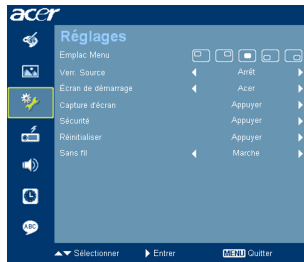 acer
Réglages
Emplac Menu
Verr. Source Arrêt
Écran de démarrage Acer
Capture d'écran Appuyer
Sécurité Appuyer
Réinitialiser Appuyer
Sans fil Marche
ABC
Sélectionner Entrer MENU Quitter